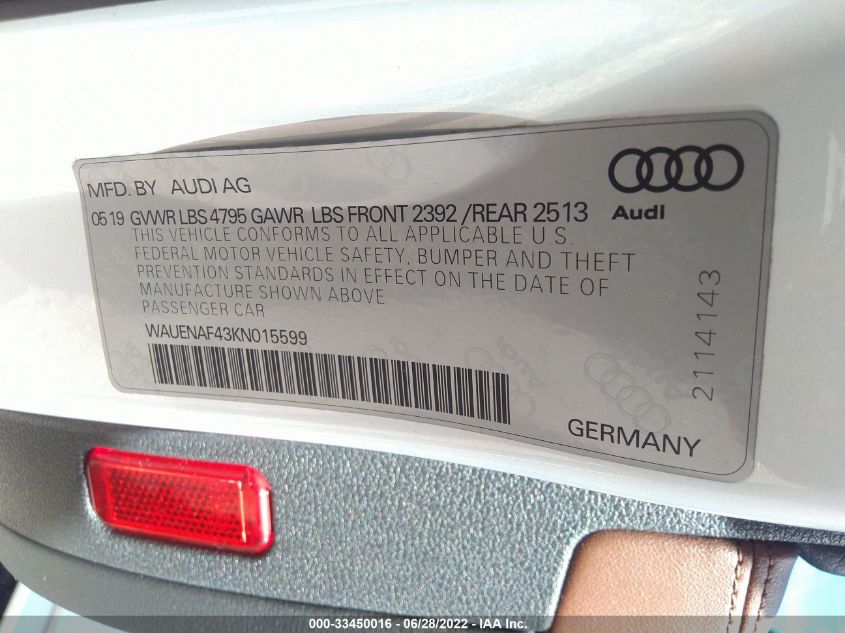 MFD. BY AUDI AG
Audi
05 19 GVWR LBS 4795 GAWR LBS FRONT 2392 /REAR 2513
THIS VEHICLE CONFORMS TO ALL APPLICABLE U.S.
FEDERAL MOTOR VEHICLE SAFETY, BUMPER AND THEFT
PREVENTION STANDARDS IN EFFECT ON THE DATE OF
MANUFACTURE SHOWN ABOVE
PASSENGER CAR
WAUENAF43KN015599
21114143
GERMANY
000-33450016 - 06/28/2022 - IAA Inc.